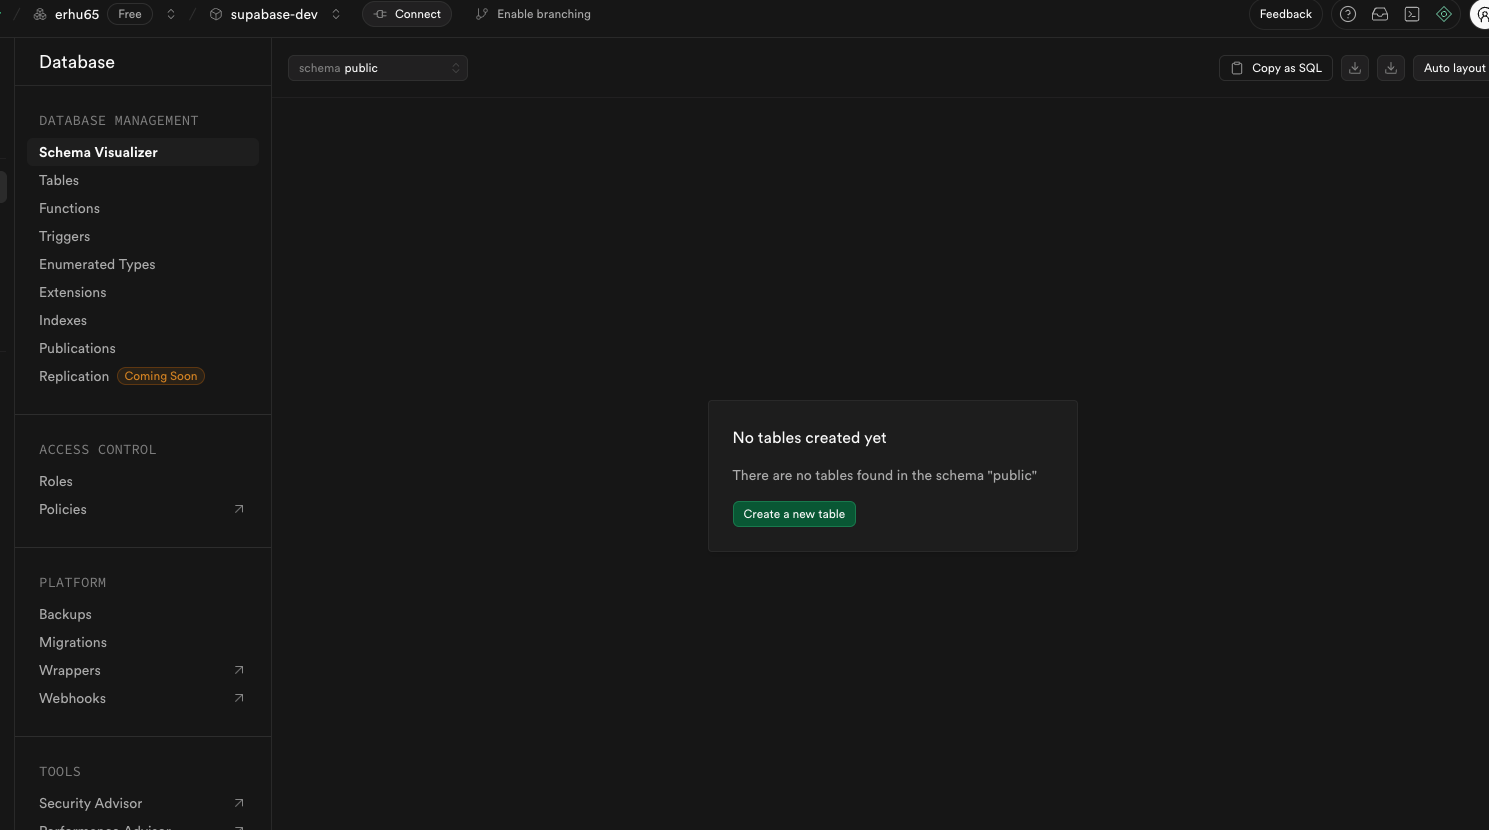 erhu65 Free supabase-dev Connect Enable branching Feedback
Database
schema public Copy as SQL Auto layout
DATABASE MANAGEMENT
Schema Visualizer
Tables
Functions
Triggers
Enumerated Types
Extensions
Indexes
Publications
Replication Coming Soon
ACCESS CONTROL
Roles
Policies
PLATFORM
Backups
Migrations
Wrappers
Webhooks
TOOLS
Security Advisor
Performance Advisor
No tables created yet
There are no tables found in the schema "public"
Create a new table